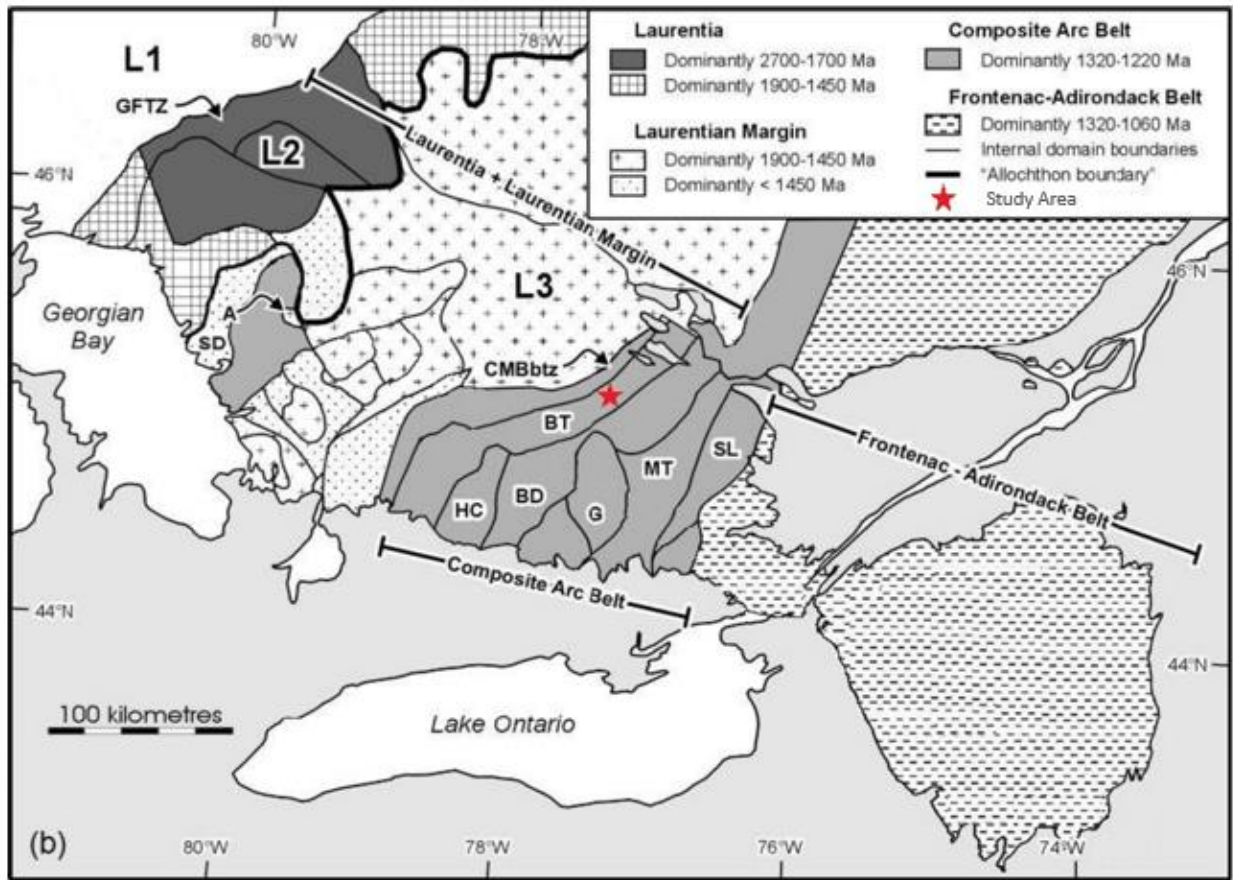 80°W
78°W
L1
GFTZ
L2
46°N
Laurentia + Laurentian Margin
Laurentia
Dominantly 2700-1700 Ma
Dominantly 1900-1450 Ma
Laurentian Margin
Dominantly 1900-1450 Ma
Dominantly < 1450 Ma
Composite Arc Belt
Dominantly 1320-1220 Ma
Frontenac-Adirondack Belt
Dominantly 1320-1060 Ma
Internal domain boundaries
"Allochthon boundary"
Study Area
46°N
Georgian
Bay
A
SD
L3
CMBbtz
BT
HC
BD
G
MT
SL
Frontenac - Adirondack Belt
Composite Arc Belt
44°N
44°N
100 kilometres
Lake Ontario
(b)
80°W
78°W
76°W
74°W